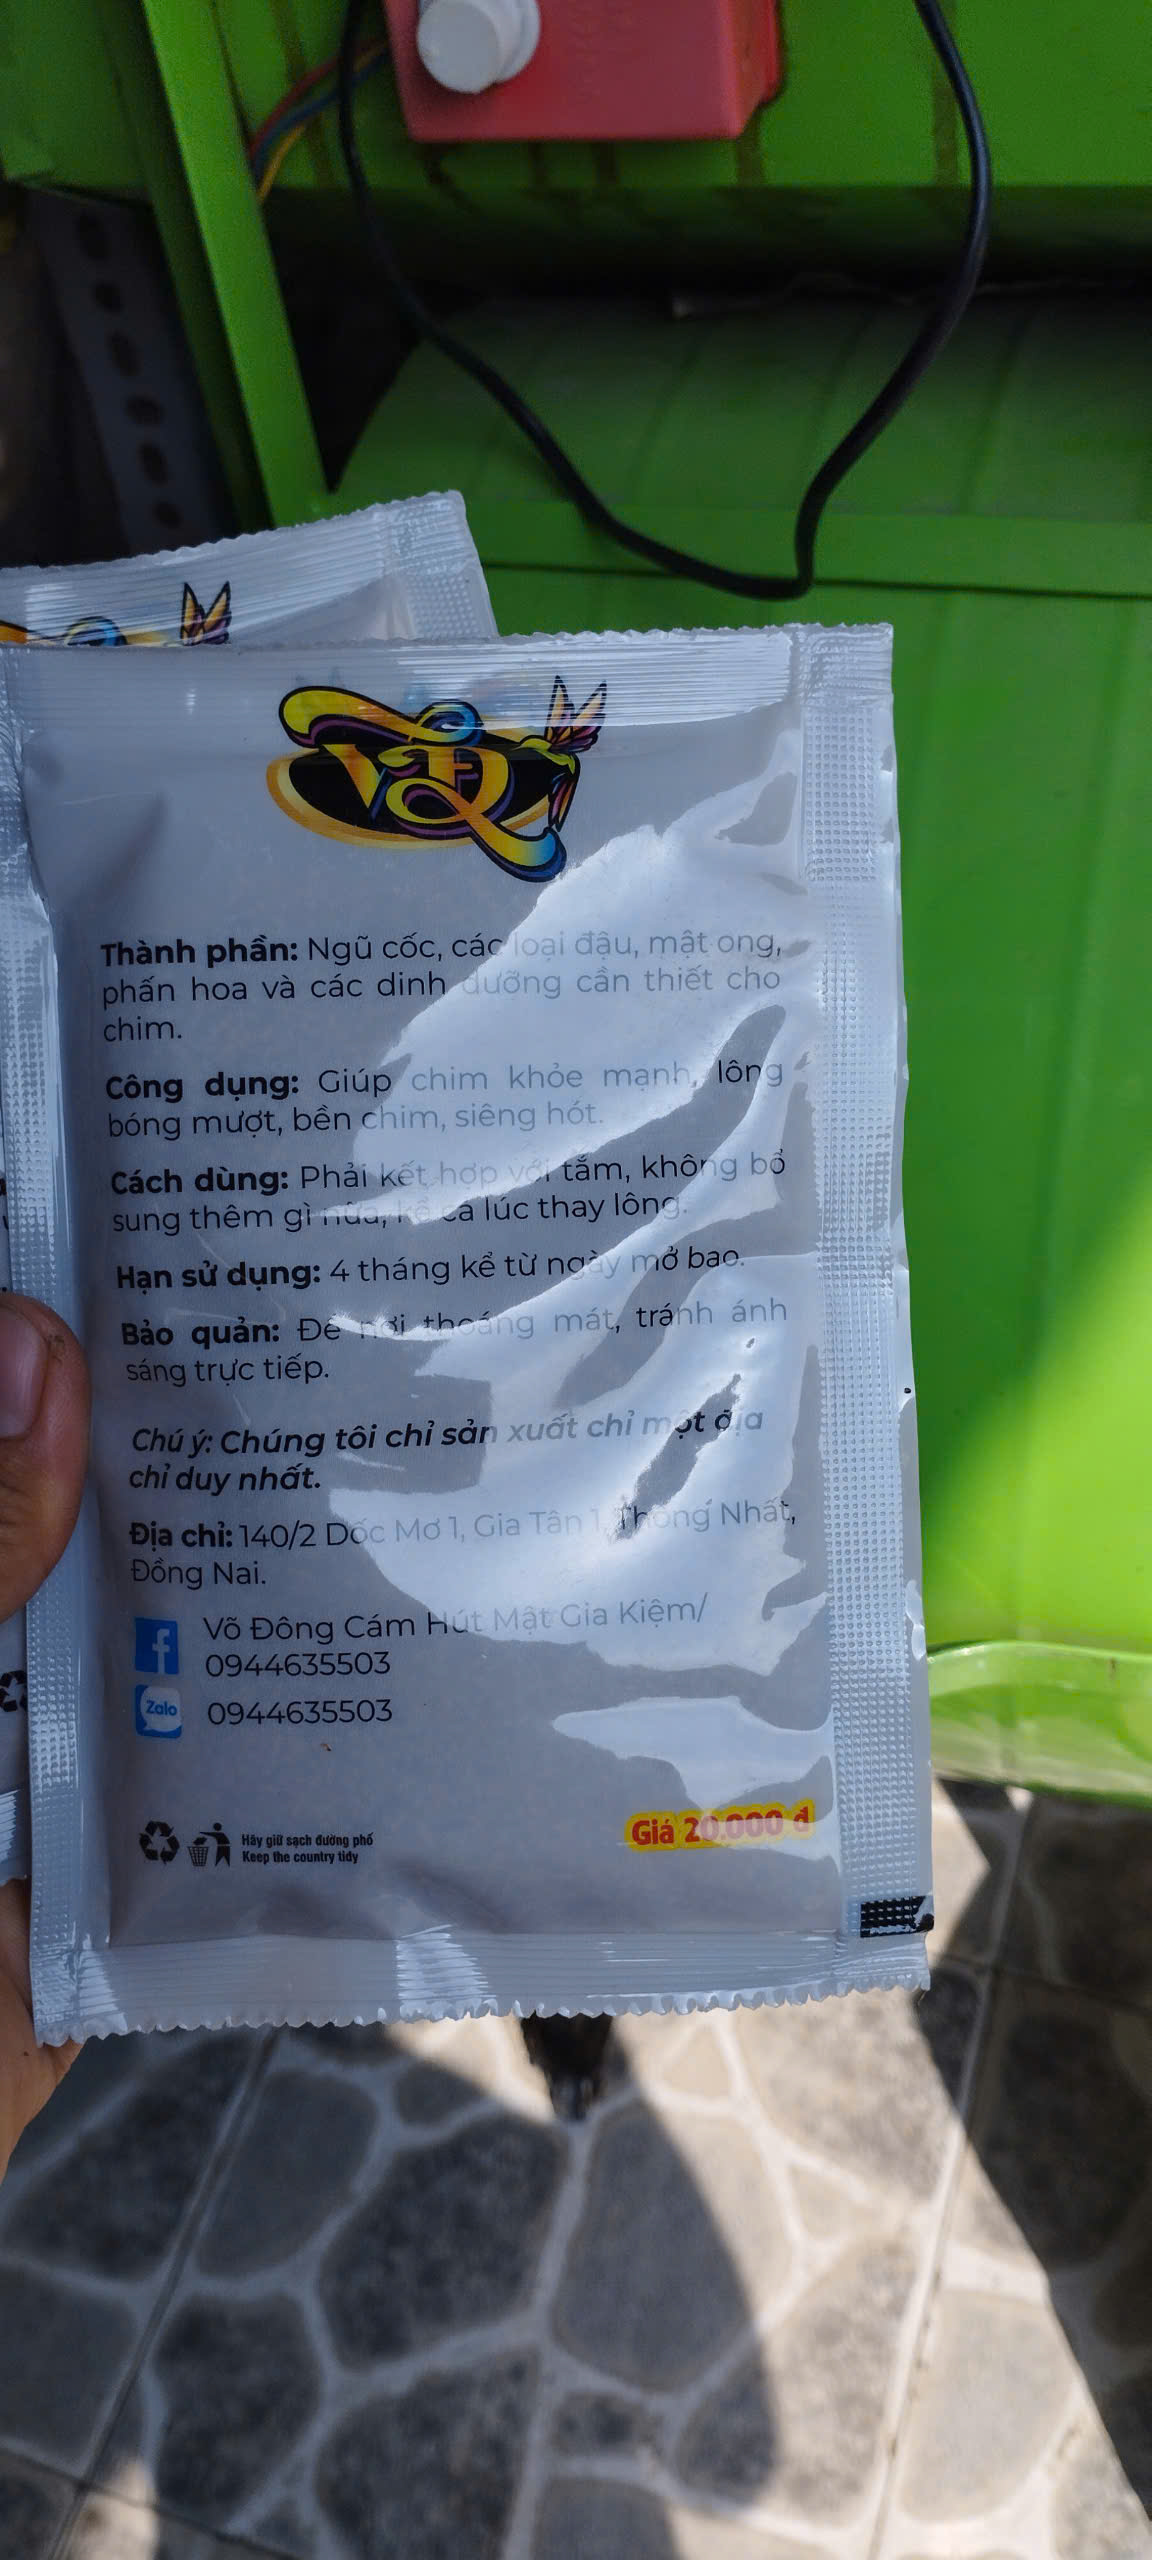 VĐ
Thành phần: Ngũ cốc, các loại đậu, mật ong,
phấn hoa và các dinh dưỡng cần thiết cho
chim.
Công dụng: Giúp chim khỏe mạnh, lông
bóng mượt, bền chim, siêng hót.
Cách dùng: Phải kết hợp với tắm, không bổ
sung thêm gì nữa, kể cả lúc thay lông.
Hạn sử dụng: 4 tháng kể từ ngày mở bao.
Bảo quản: Để nơi thoáng mát, tránh ánh
sáng trực tiếp.
Chú ý: Chúng tôi chỉ sản xuất chỉ một địa
chỉ duy nhất.
Địa chỉ: 140/2 Dốc Mơ 1, Gia Tân 1, Thống Nhất,
Đồng Nai.
Võ Đông Cám Hút Mật Gia Kiệm/
0944635503
Zalo 0944635503
Hãy giữ sạch đường phố
Keep the country tidy
Giá 20.000 đ